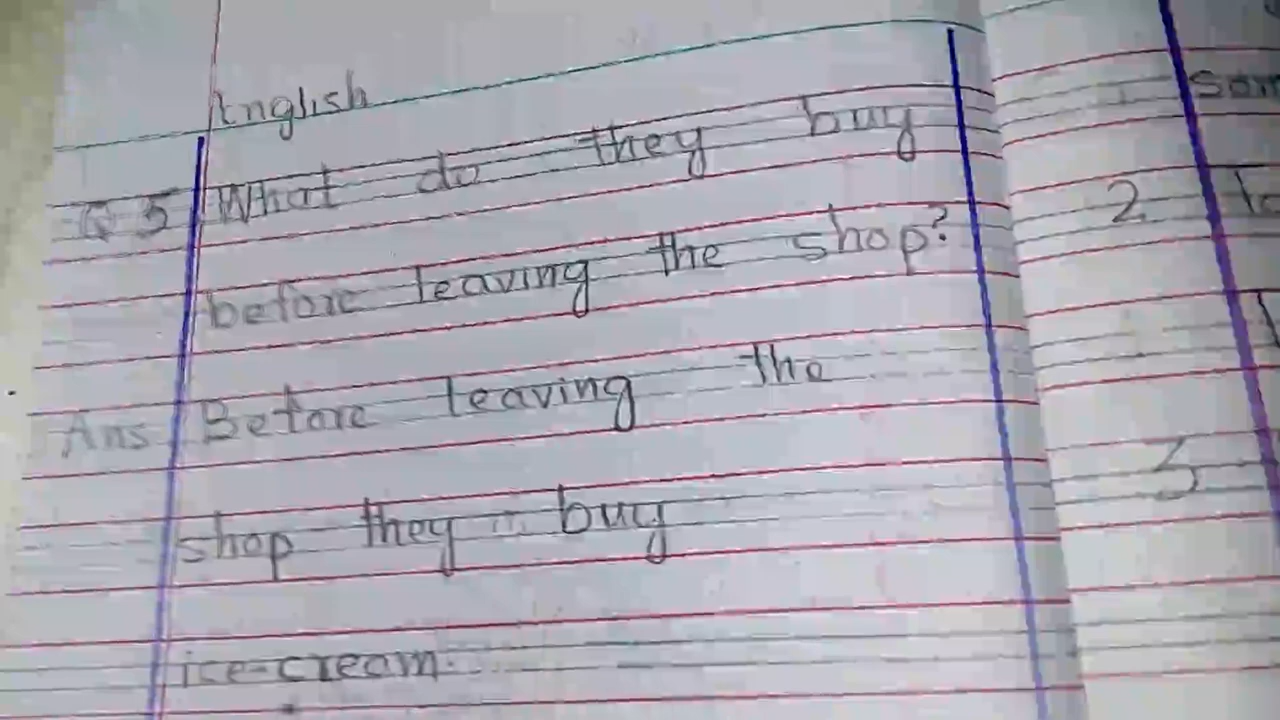 English
Q 5 What do they buy
before leaving the shop?
Ans Before leaving the
shop they buy
ice-cream.
2
3